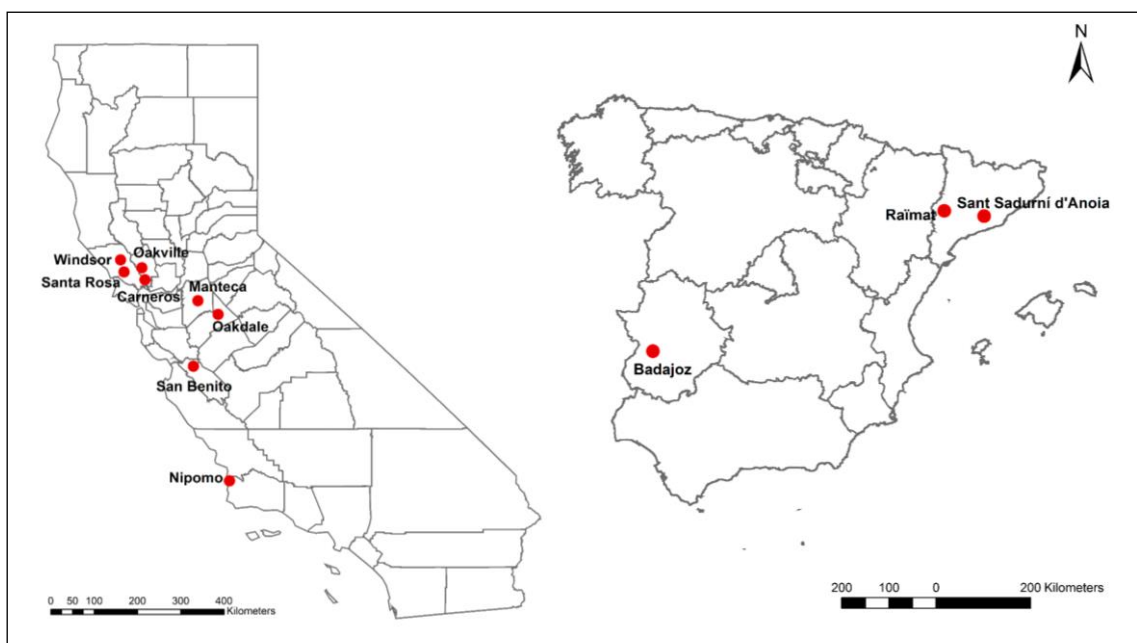 N
Windsor
Oakville
Santa Rosa
Carneros
Manteca
Oakdale
San Benito
Nipomo
0 50 100 200 300 400
Kilometers
Raïmat
Sant Sadurní d'Anoia
Badajoz
200 100 0 200 Kilometers